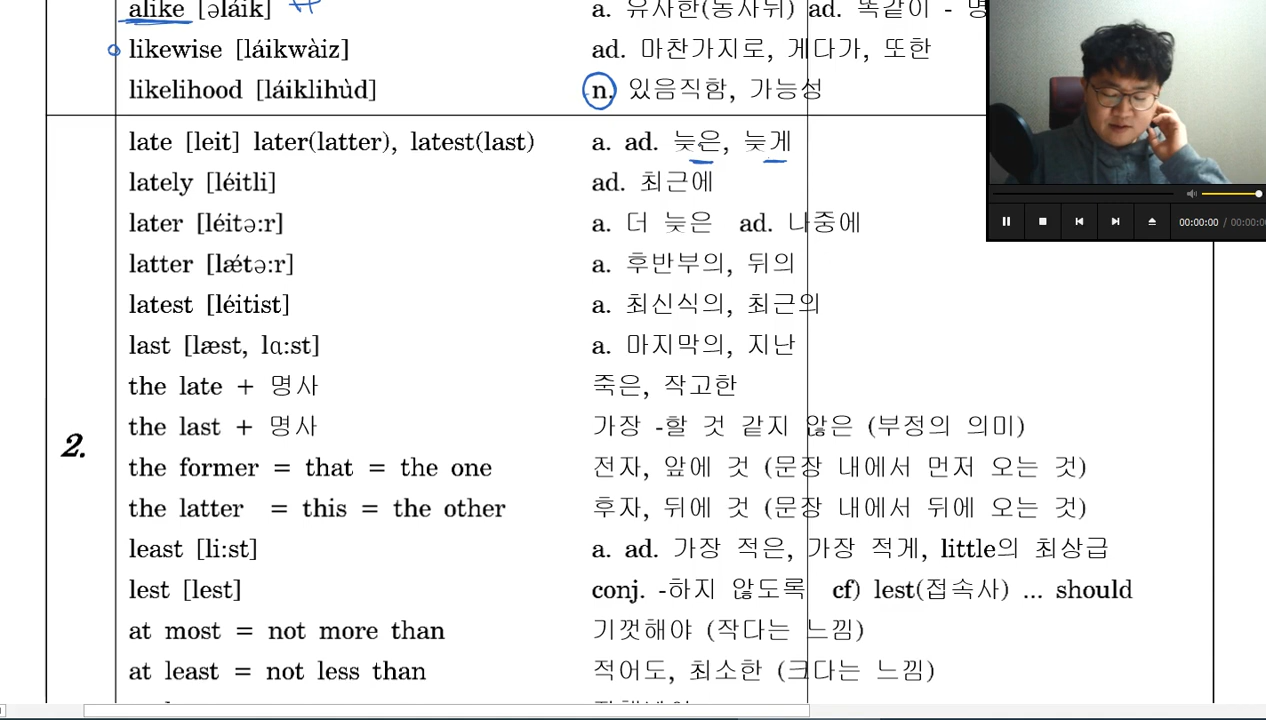 alike [əláik] a. 유사한(동사뒤) ad. 똑같이 - 명
likewise [láikwàiz] ad. 마찬가지로, 게다가, 또한
likelihood [láiklihùd] n. 있음직함, 가능성
late [leit] later(latter), latest(last) a. ad. 늦은, 늦게
lately [léitli] ad. 최근에
later [léitə:r] a. 더 늦은 ad. 나중에
latter [lǽtə:r] a. 후반부의, 뒤의
latest [léitist] a. 최신식의, 최근의
last [læst, lɑ:st] a. 마지막의, 지난
the late + 명사 죽은, 작고한
the last + 명사 가장 -할 것 같지 않은 (부정의 의미)
2.
the former = that = the one 전자, 앞에 것 (문장 내에서 먼저 오는 것)
the latter = this = the other 후자, 뒤에 것 (문장 내에서 뒤에 오는 것)
least [li:st] a. ad. 가장 적은, 가장 적게, little의 최상급
lest [lest] conj. -하지 않도록 cf) lest(접속사) ... should
at most = not more than 기껏해야 (작다는 느낌)
at least = not less than 적어도, 최소한 (크다는 느낌)
00:00:00 / 00:00:0